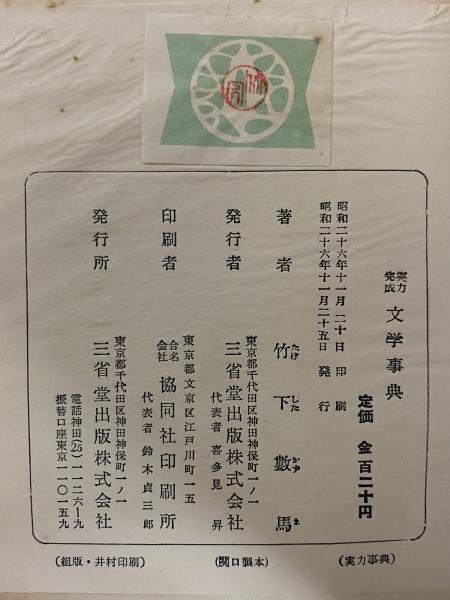 実力完成 文学事典
定価 金百二十円
昭和二十六年十一月二十日 印刷
昭和二十六年十一月二十五日 発行
著者 竹下數馬
たけ した かず ま
発行者 東京都千代田区神田神保町一ノ一
三省堂出版株式会社
代表者 喜多見 昇
印刷者 東京都文京区江戸川町一五
合名会社 協同社印刷所
代表者 鈴木貞三郎
発行所 東京都千代田区神田神保町一ノ一
三省堂出版株式会社
電話神田(25)一一二六―九
振替口座東京一一〇一五九
(実力事典)
(関口製本)
(組版・井村印刷)